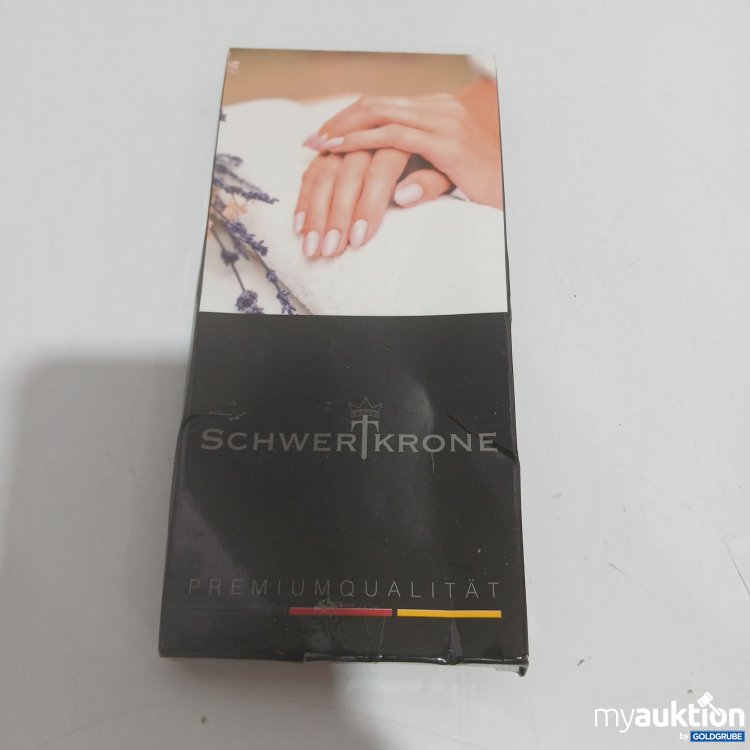 SCHWERTKRONE
PREMIUMQUALITÄT
myauktion
by GOLDGRUBE